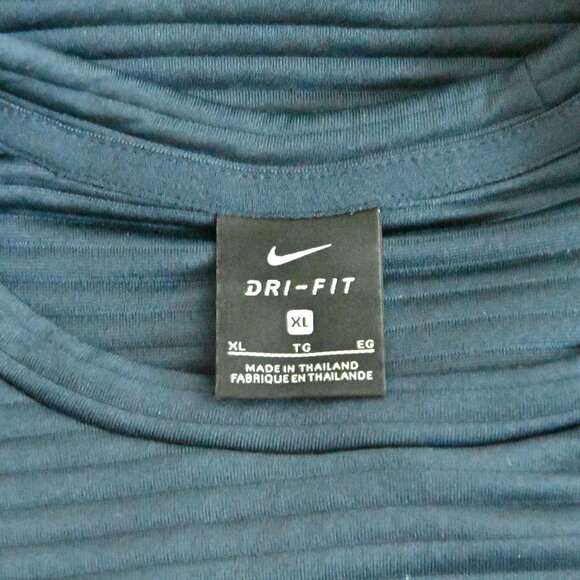 DRI-FIT
XL
XL TG EG
MADE IN THAILAND
FABRIQUE EN THAILANDE